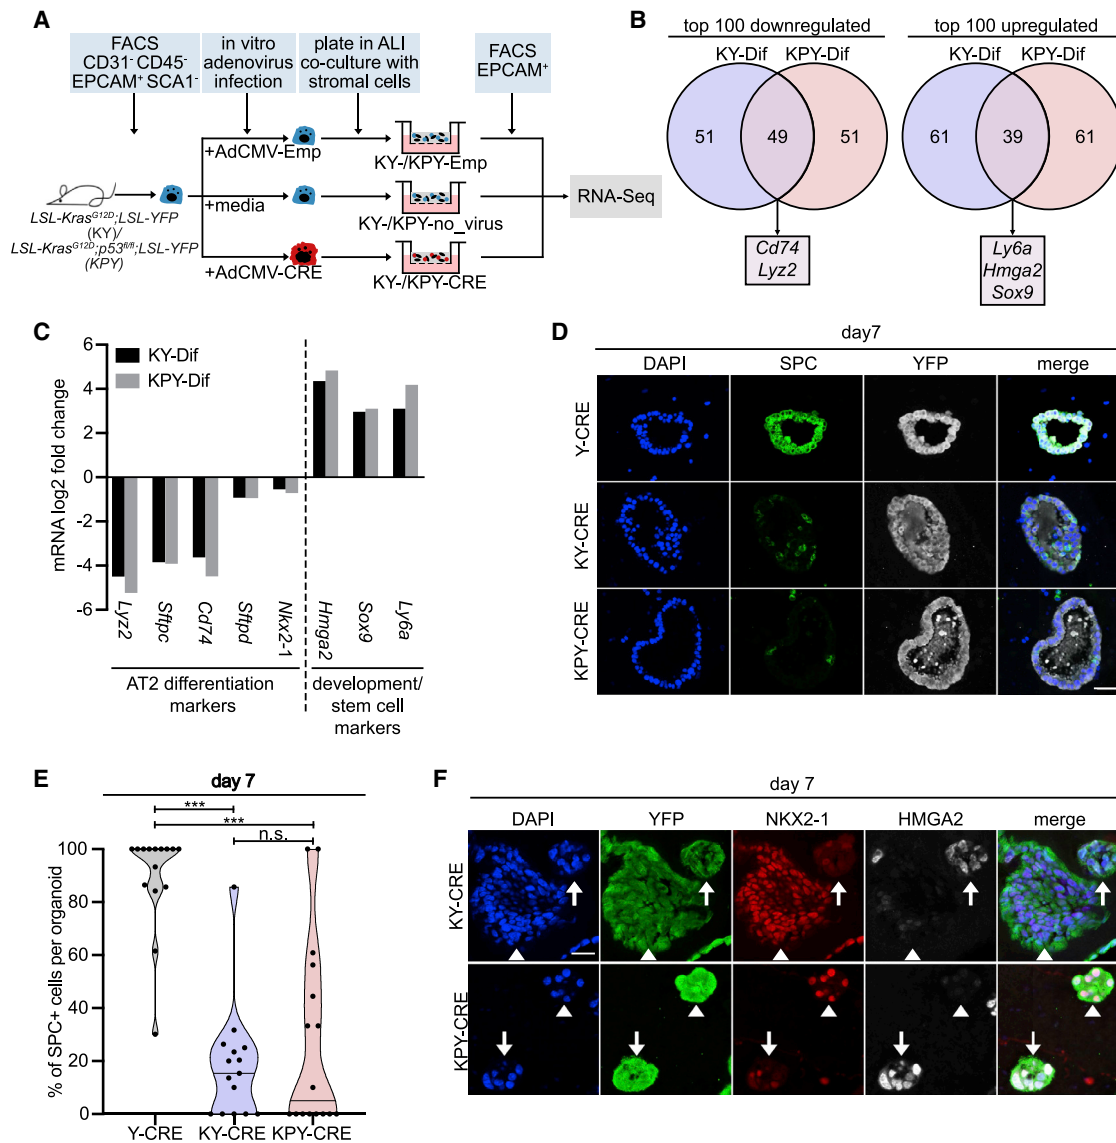 A
FACS
CD31- CD45-
EPCAM+ SCA1-
in vitro
adenovirus
infection
plate in ALI
co-culture with
stromal cells
FACS
EPCAM+
+AdCMV-Emp
KY-/KPY-Emp
+media
KY-/KPY-no_virus
RNA-Seq
LSL-KrasG12D;LSL-YFP
(KY)/
LSL-KrasG12D;p53fl/fl;LSL-YFP
(KPY)
+AdCMV-CRE
KY-/KPY-CRE
B
top 100 downregulated
KY-Dif KPY-Dif
51 49 51
Cd74
Lyz2
top 100 upregulated
KY-Dif KPY-Dif
61 39 61
Ly6a
Hmga2
Sox9
C
KY-Dif
KPY-Dif
mRNA log2 fold change
6
4
2
0
-2
-4
-6
Lyz2
Sftpc
Cd74
Sftpd
Nkx2-1
Hmga2
Sox9
Ly6a
AT2 differentiation
markers
development/
stem cell
markers
D
day7
DAPI SPC YFP merge
Y-CRE
KY-CRE
KPY-CRE
E
day 7
***
***
n.s.
% of SPC+ cells per organoid
100
80
60
40
20
0
Y-CRE KY-CRE KPY-CRE
F
day 7
DAPI YFP NKX2-1 HMGA2 merge
KY-CRE
KPY-CRE